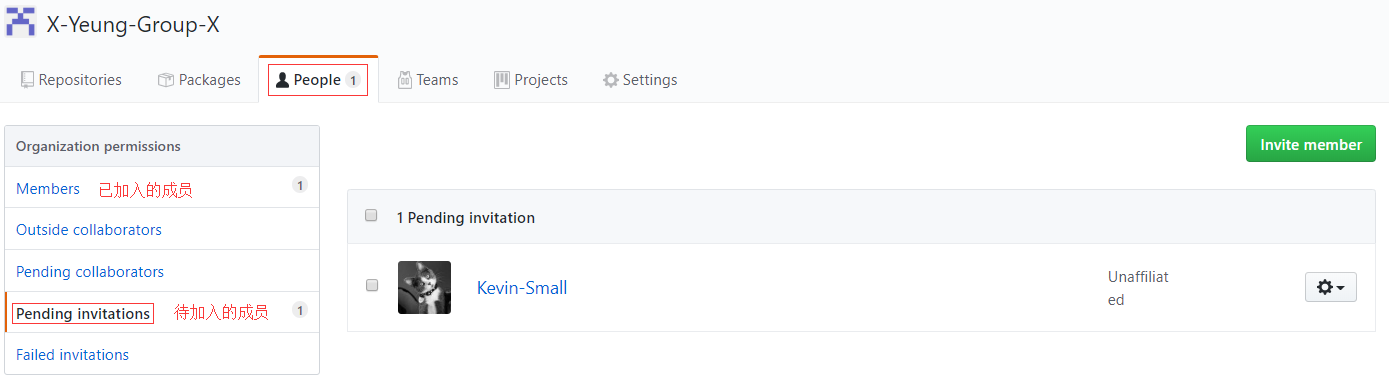 X-Yeung-Group-X
Repositories Packages People 1 Teams Projects Settings
Organization permissions
Members 已加入的成员 1
Outside collaborators
Pending collaborators
Pending invitations 待加入的成员 1
Failed invitations
Invite member
1 Pending invitation
Kevin-Small
Unaffiliat
ed